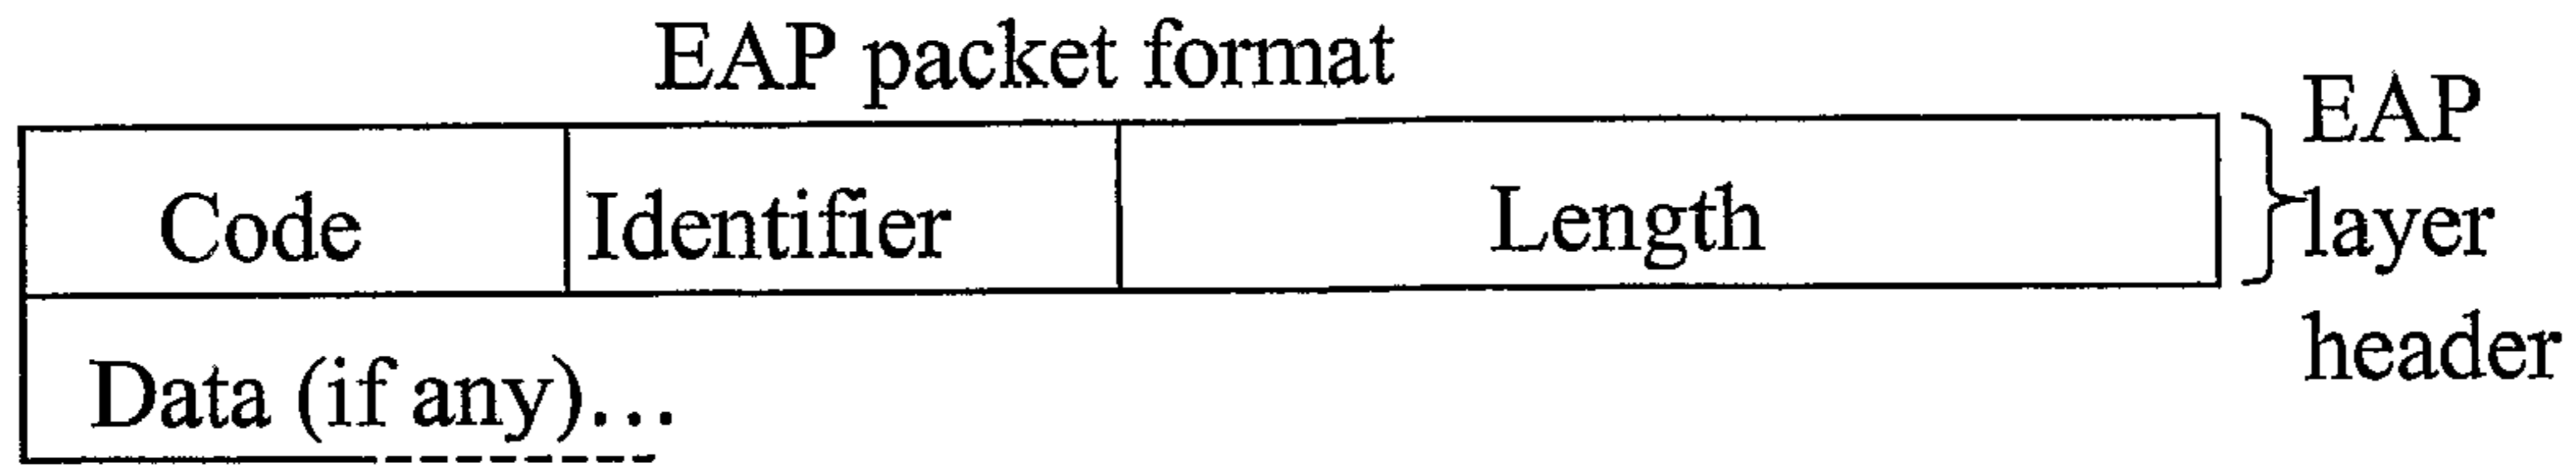 EAP packet format
Code
Identifier
Length
EAP
layer
header
Data (if any)...